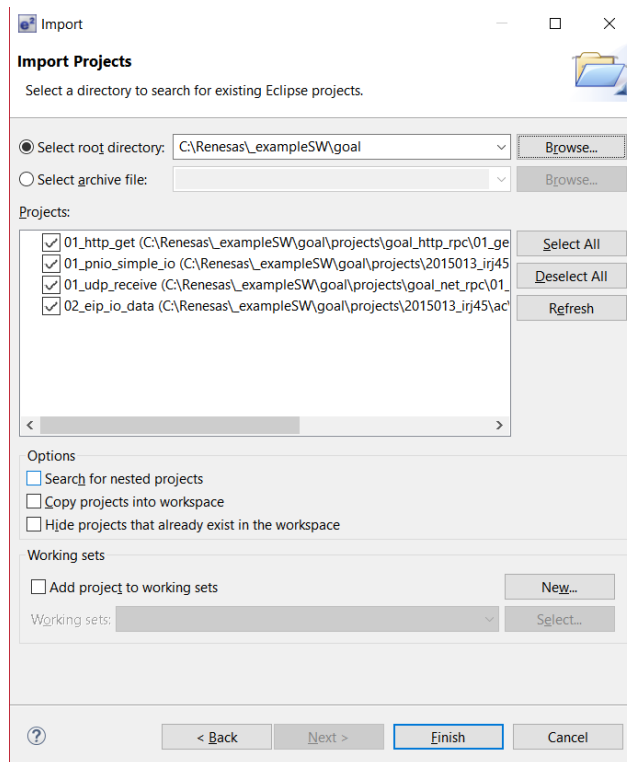 e² Import
Import Projects
Select a directory to search for existing Eclipse projects.
Select root directory: C:\Renesas\_exampleSW\goal Browse...
Select archive file: Browse...
Projects:
01_http_get (C:\Renesas\_exampleSW\goal\projects\goal_http_rpc\01_ge Select All
01_pnio_simple_io (C:\Renesas\_exampleSW\goal\projects\2015013_irj45 Deselect All
01_udp_receive (C:\Renesas\_exampleSW\goal\projects\goal_net_rpc\01_ Refresh
02_eip_io_data (C:\Renesas\_exampleSW\goal\projects\2015013_irj45\ac\
Options
Search for nested projects
Copy projects into workspace
Hide projects that already exist in the workspace
Working sets
Add project to working sets New...
Working sets: Select...
? < Back Next > Finish Cancel